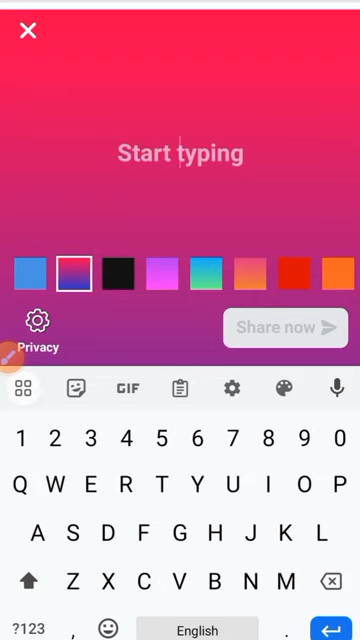 Start typing
Privacy
Share now
GIF
1 2 3 4 5 6 7 8 9 0
Q W E R T Y U I O P
A S D F G H J K L
Z X C V B N M
?123 , English .